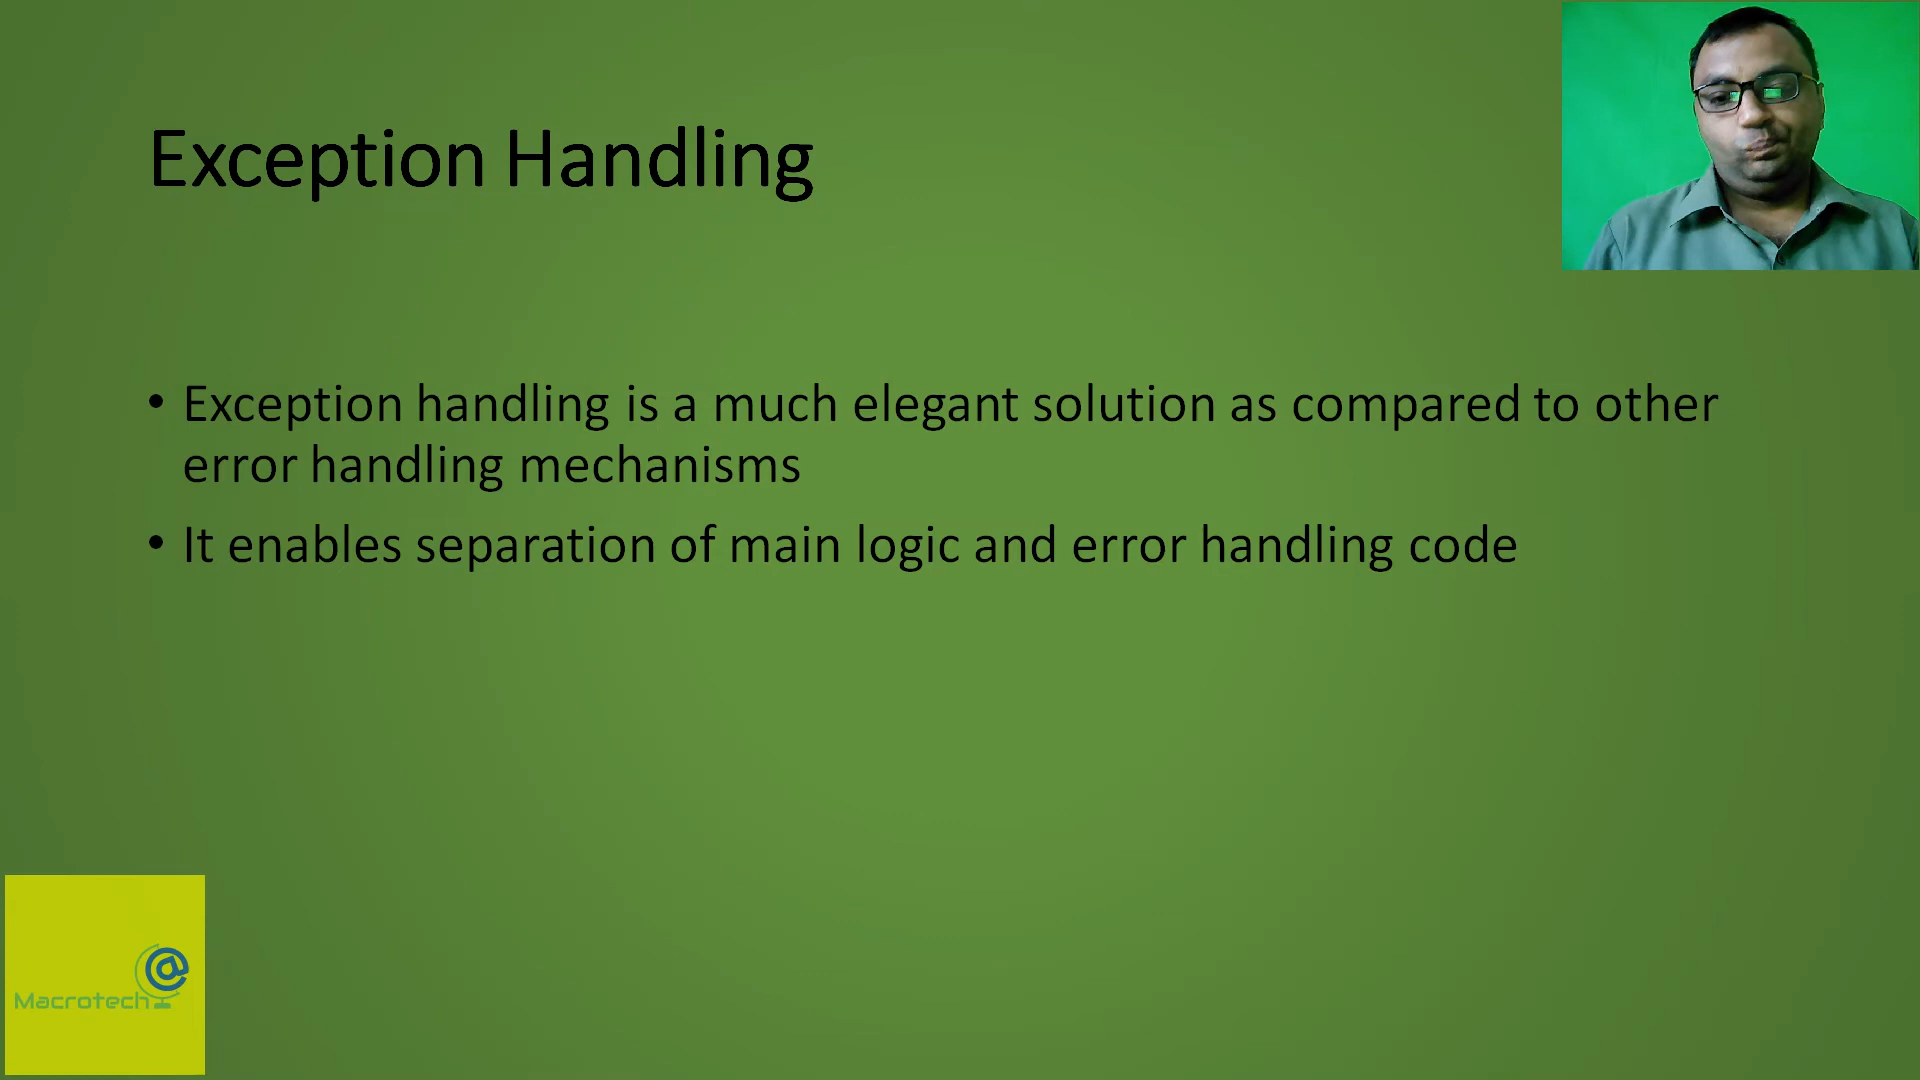 Exception Handling
• Exception handling is a much elegant solution as compared to other
error handling mechanisms
• It enables separation of main logic and error handling code
Macrotech
@